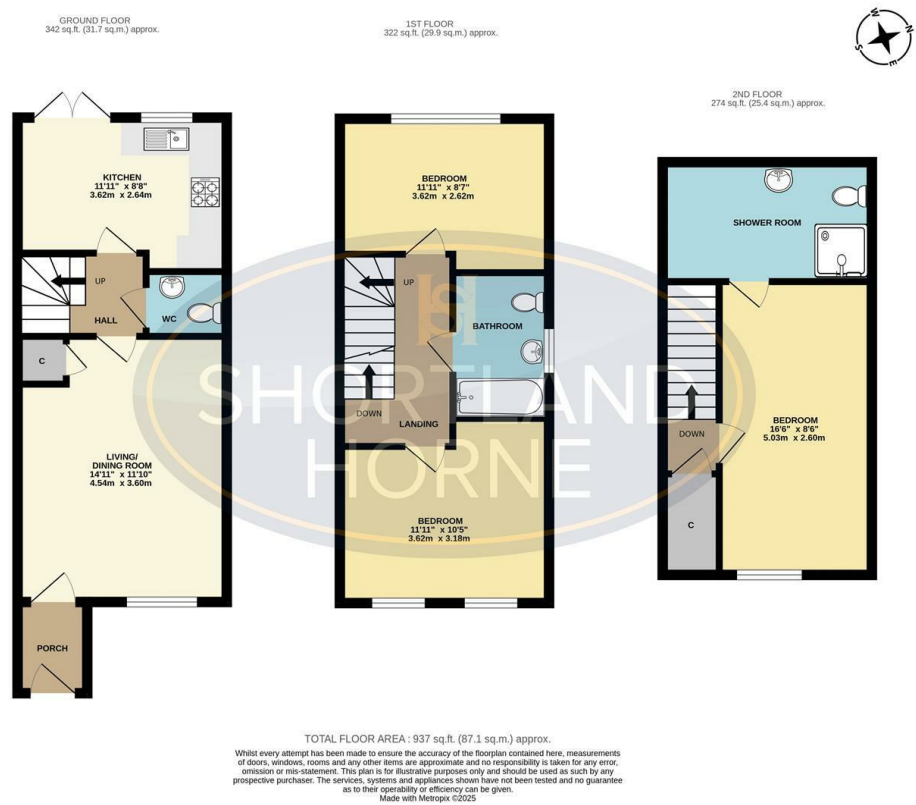 GROUND FLOOR
342 sq.ft. (31.7 sq.m.) approx.
1ST FLOOR
322 sq.ft. (29.9 sq.m.) approx.
2ND FLOOR
274 sq.ft. (25.4 sq.m.) approx.
W
N
S
E
KITCHEN
11'11" x 8'8"
3.62m x 2.64m
UP
HALL
WC
C
LIVING/
DINING ROOM
14'11" x 11'10"
4.54m x 3.60m
PORCH
BEDROOM
11'11" x 8'7"
3.62m x 2.62m
UP
BATHROOM
DOWN
LANDING
BEDROOM
11'11" x 10'5"
3.62m x 3.18m
SHOWER ROOM
BEDROOM
16'6" x 8'6"
5.03m x 2.60m
DOWN
C
SH
SHORTLAND
HORNE
TOTAL FLOOR AREA : 937 sq.ft. (87.1 sq.m.) approx.
Whilst every attempt has been made to ensure the accuracy of the floorplan contained here, measurements
of doors, windows, rooms and any other items are approximate and no responsibility is taken for any error,
omission or mis-statement. This plan is for illustrative purposes only and should be used as such by any
prospective purchaser. The services, systems and appliances shown have not been tested and no guarantee
as to their operability or efficiency can be given.
Made with Metropix ©2025